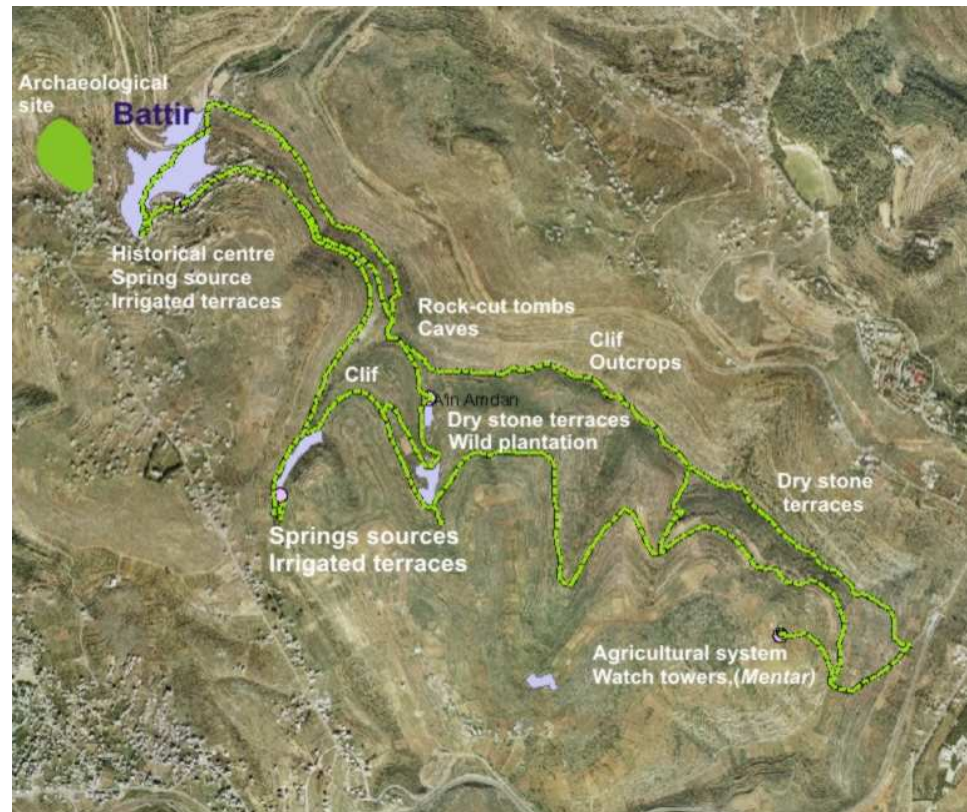 Archaeological
site
Battir
Historical centre
Spring source
Irrigated terraces
Rock-cut tombs
Caves
Clif
Outcrops
Clif
Amdan
Dry stone terraces
Wild plantation
Dry stone
terraces
Springs sources
Irrigated terraces
Agricultural system
Watch towers,(Mentar)